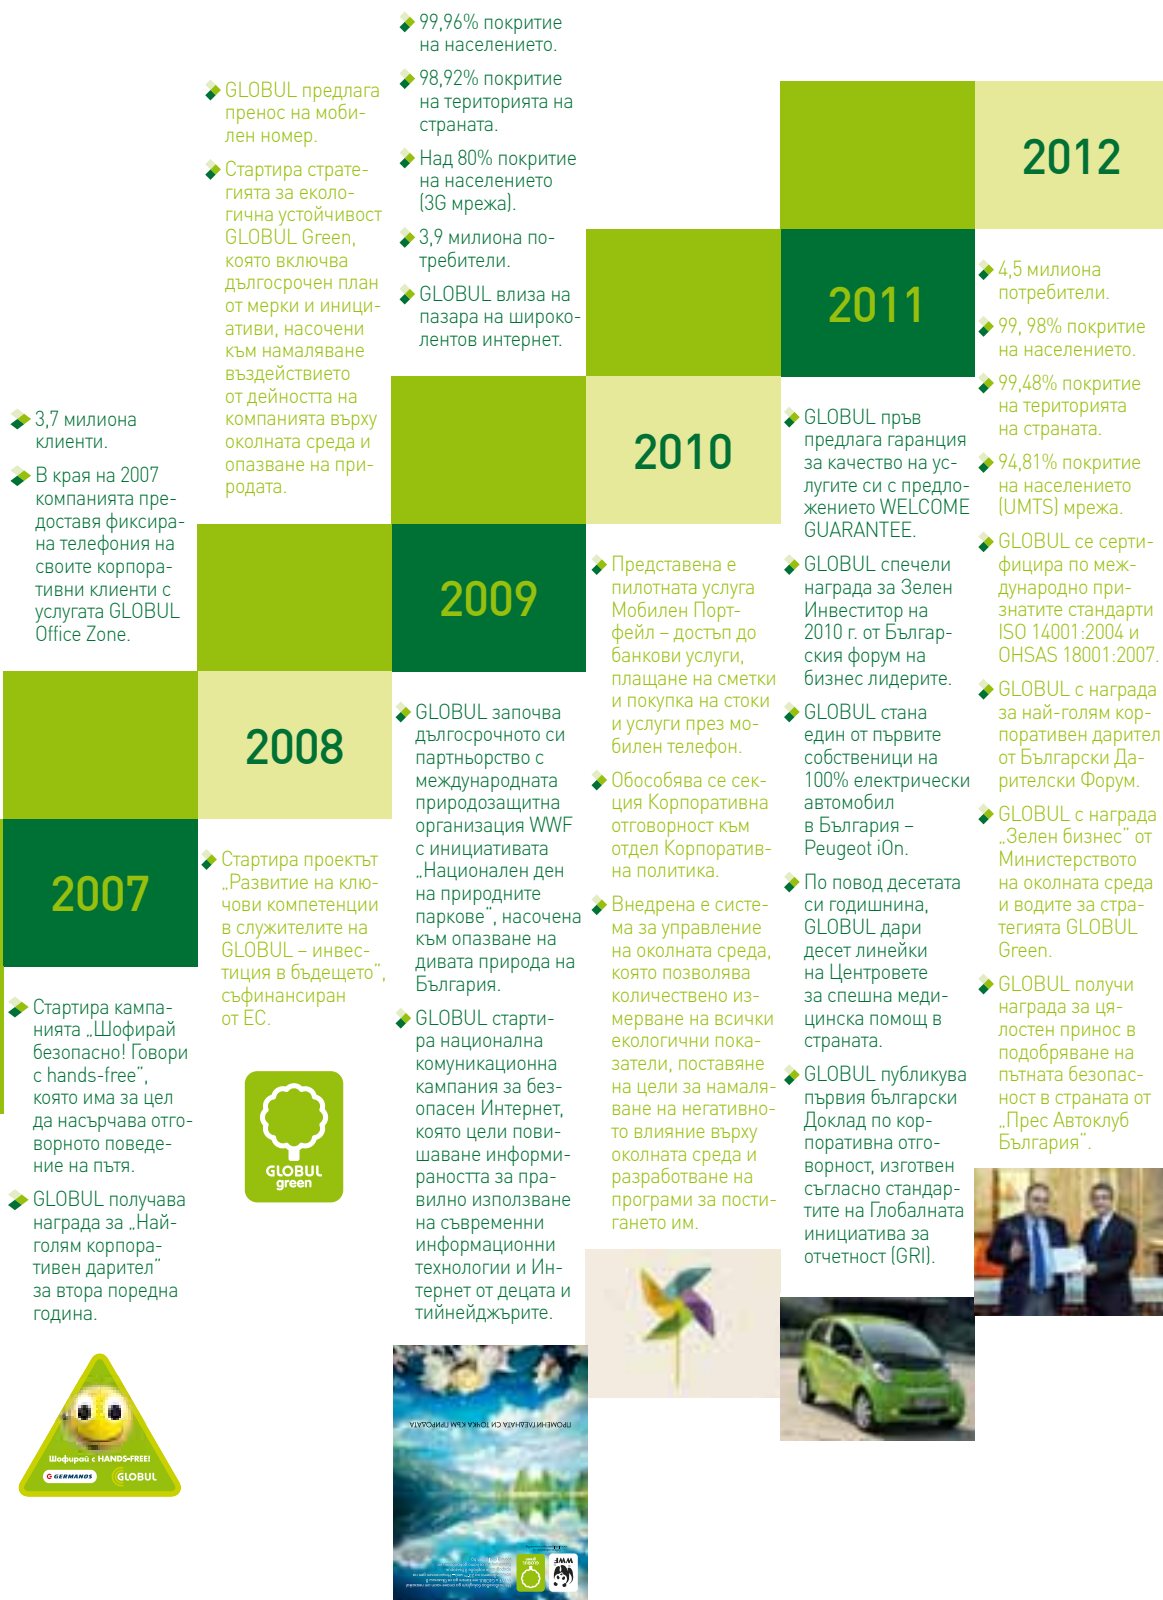 3,7 милиона
клиенти.
В края на 2007
компанията пре-
доставя фиксира-
на телефония на
своите корпора-
тивни клиенти с
услугата GLOBUL
Office Zone.
2007
Стартира кампа-
нията „Шофирай
безопасно! Говори
с hands-free”,
която има за цел
да насърчава отго-
ворното поведе-
ние на пътя.
GLOBUL получава
награда за „Най-
голям корпора-
тивен дарител”
за втора поредна
година.
Шофирай с HANDS-FREE!
GERMANOS
GLOBUL
GLOBUL предлага
пренос на моби-
лен номер.
Стартира страте-
гията за еколо-
гична устойчивост
GLOBUL Green,
която включва
дългосрочен план
от мерки и иници-
ативи, насочени
към намаляване
въздействието
от дейността на
компанията върху
околната среда и
опазване на при-
родата.
2008
Стартира проектът
„Развитие на клю-
чови компетенции
в служителите на
GLOBUL – инвес-
тиция в бъдещето”,
съфинансиран
от ЕС.
GLOBUL
green
99,96% покритие
на населението.
98,92% покритие
на територията на
страната.
Над 80% покритие
на населението
(3G мрежа).
3,9 милиона по-
требители.
GLOBUL влиза на
пазара на широко-
лентов интернет.
2009
GLOBUL започва
дългосрочното си
партньорство с
международната
природозащитна
организация WWF
с инициативата
„Национален ден
на природните
паркове“, насочена
към опазване на
дивата природа на
България.
GLOBUL старти-
ра национална
комуникационна
кампания за без-
опасен Интернет,
която цели пови-
шаване информи-
раността за пра-
вилно използване
на съвременни
информационни
технологии и Ин-
тернет от децата и
тийнейджърите.
ПРОМЕНИ ГЛЕДНАТА СИ ТОЧКА КЪМ ПРИРОДАТА
WWF
2010
Представена е
пилотната услуга
Мобилен Порт-
фейл – достъп до
банкови услуги,
плащане на сметки
и покупка на стоки
и услуги през мо-
билен телефон.
Обособява се сек-
ция Корпоративна
отговорност към
отдел Корпоратив-
на политика.
Внедрена е систе-
ма за управление
на околната среда,
която позволява
количествено из-
мерване на всички
екологични пока-
затели, поставяне
на цели за намаля-
ване на негативно-
то влияние върху
околната среда и
разработване на
програми за пости-
гането им.
2011
GLOBUL пръв
предлага гаранция
за качество на ус-
лугите си с предло-
жението WELCOME
GUARANTEE.
GLOBUL спечели
награда за Зелен
Инвеститор на
2010 г. от Българ-
ския форум на
бизнес лидерите.
GLOBUL стана
един от първите
собственици на
100% електрически
автомобил
в България –
Peugeot iOn.
По повод десетата
си годишнина,
GLOBUL дари
десет линейки
на Центровете
за спешна меди-
цинска помощ в
страната.
GLOBUL публикува
първия български
Доклад по кор-
поративна отго-
ворност, изготвен
съгласно стандар-
тите на Глобалната
инициатива за
отчетност (GRI).
2012
4,5 милиона
потребители.
99, 98% покритие
на населението.
99,48% покритие
на територията
на страната.
94,81% покритие
на населението
(UMTS) мрежа.
GLOBUL се серти-
фицира по меж-
дународно при-
знатите стандарти
ISO 14001:2004 и
OHSAS 18001:2007.
GLOBUL с награда
за най-голям кор-
поративен дарител
от Български Да-
рителски Форум.
GLOBUL с награда
„Зелен бизнес” от
Министерството
на околната среда
и водите за стра-
тегията GLOBUL
Green.
GLOBUL получи
награда за ця-
лостен принос в
подобряване на
пътната безопас-
ност в страната от
„Прес Автоклуб
България”.